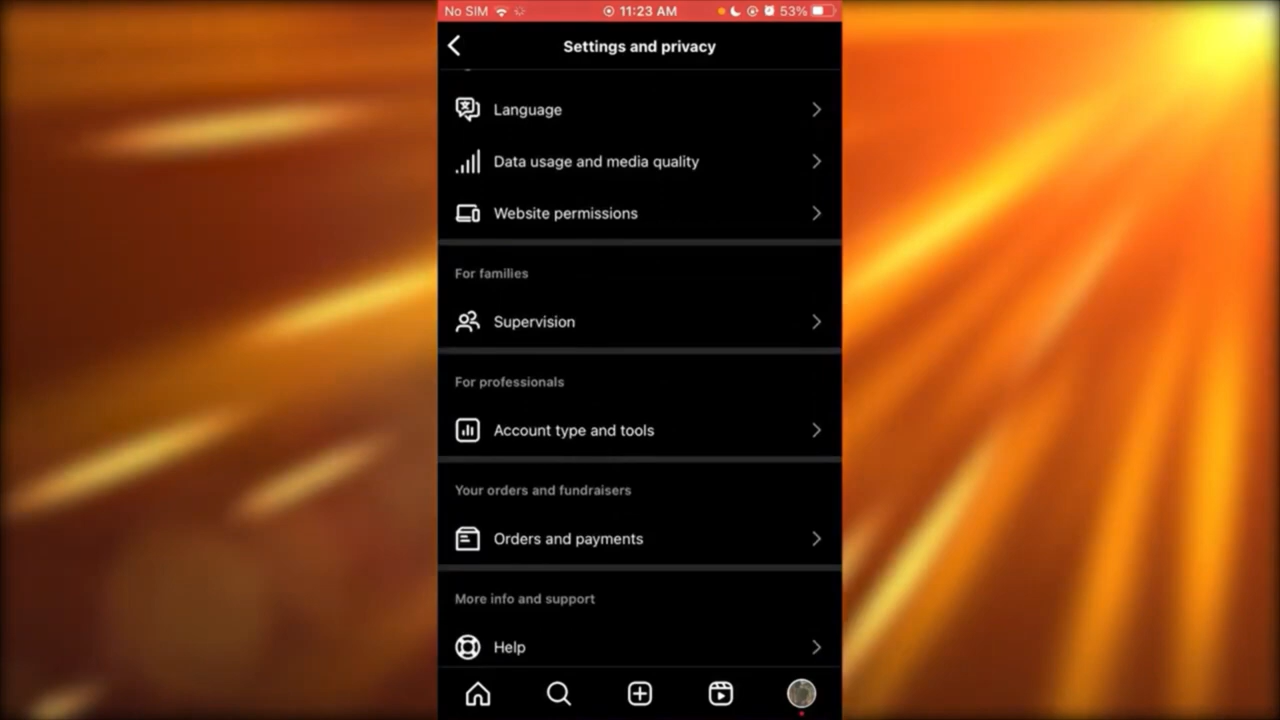 No SIM 11:23 AM 53%
Settings and privacy
Language
Data usage and media quality
Website permissions
For families
Supervision
For professionals
Account type and tools
Your orders and fundraisers
Orders and payments
More info and support
Help